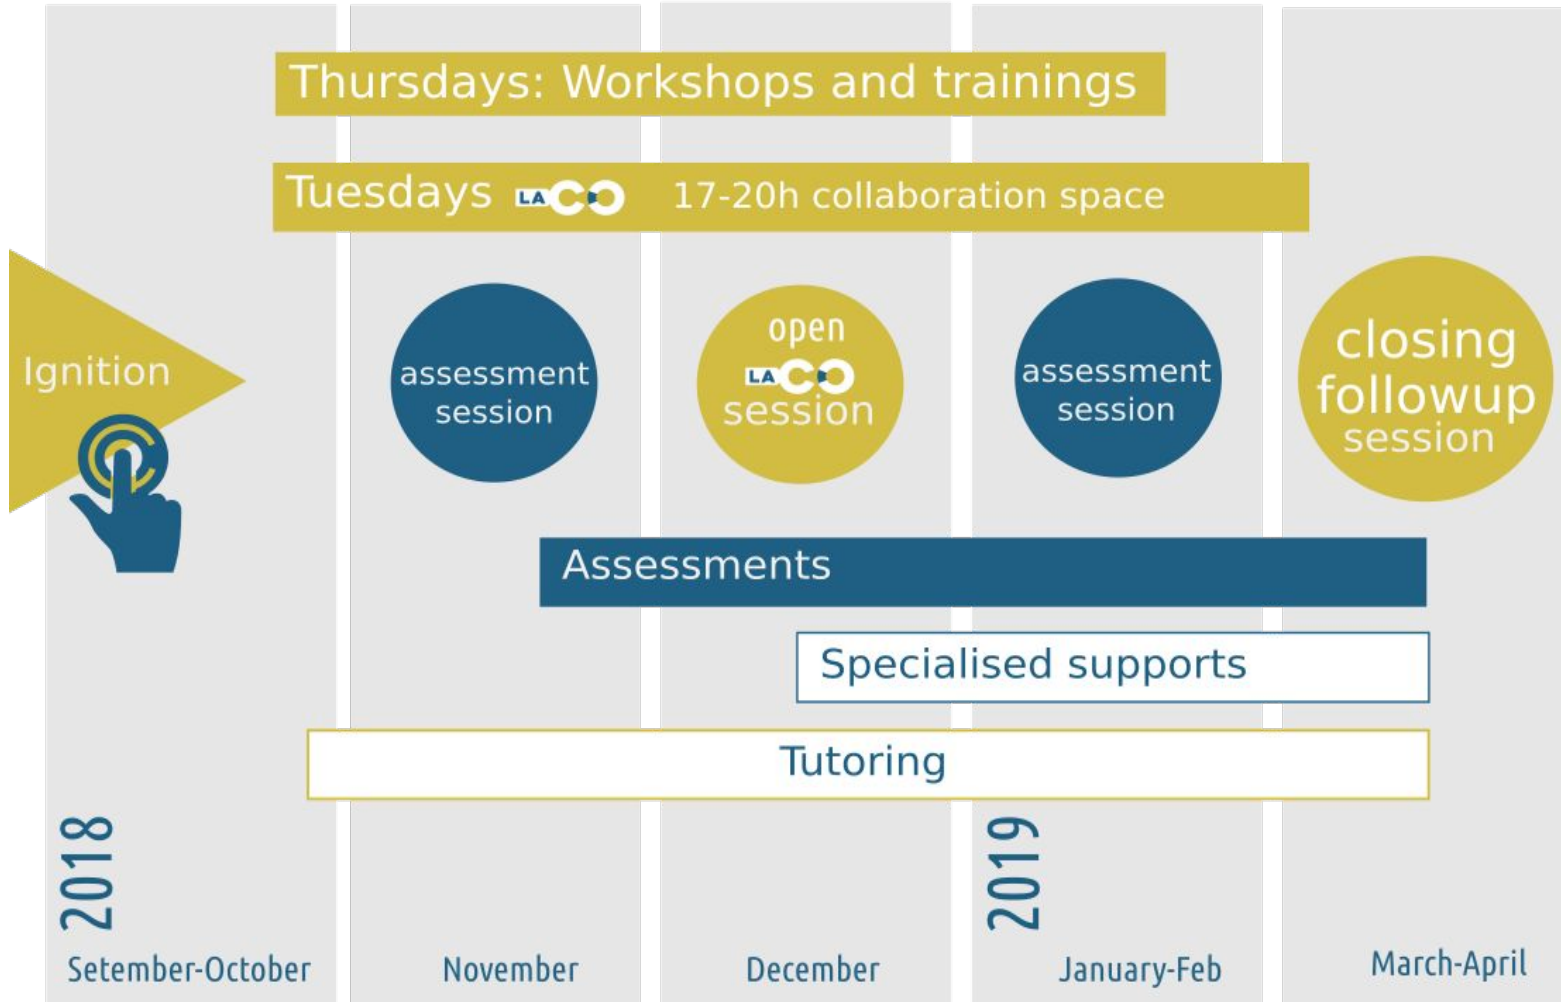 Thursdays: Workshops and trainings
Tuesdays LACO 17-20h collaboration space
Ignition
assessment
session
open
LACO
session
assessment
session
closing
followup
session
Assessments
Specialised supports
Tutoring
2018
2019
Setember-October
November
December
January-Feb
March-April